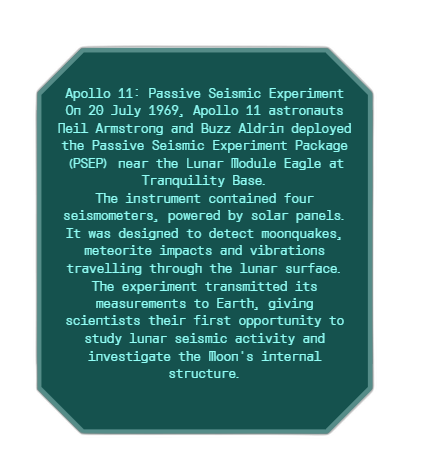 Apollo 11: Passive Seismic Experiment
On 20 July 1969, Apollo 11 astronauts
Neil Armstrong and Buzz Aldrin deployed
the Passive Seismic Experiment Package
(PSEP) near the Lunar Module Eagle at
Tranquility Base.
The instrument contained four
seismometers, powered by solar panels.
It was designed to detect moonquakes,
meteorite impacts and vibrations
travelling through the lunar surface.
The experiment transmitted its
measurements to Earth, giving
scientists their first opportunity to
study lunar seismic activity and
investigate the Moon's internal
structure.